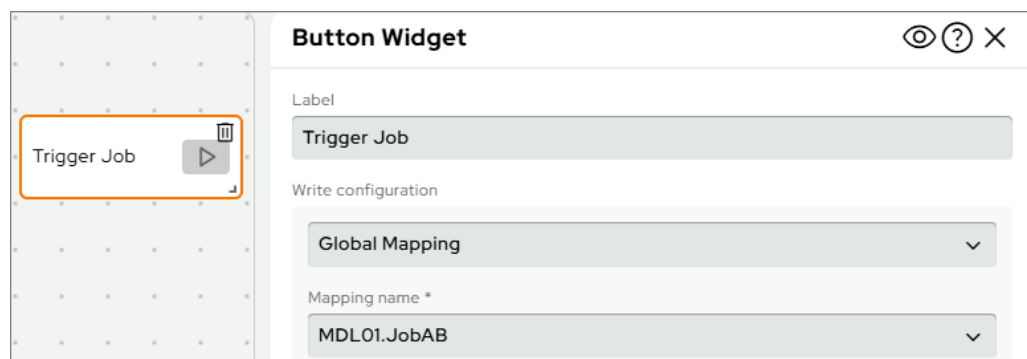 Button Widget
Label
Trigger Job
Trigger Job
Write configuration
Global Mapping
Mapping name *
MDL01.JobAB